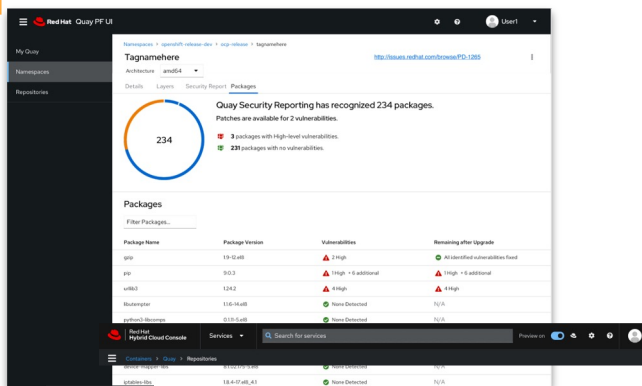 Red Hat Quay PF UI
User1
My Quay
Namespaces
Repositories
Namespaces > openshift-release-dev > ocp-release > tagnamehere
Tagnamehere
http://issues.redhat.com/browse/PD-1265
Architecture amd64
Details Layers Security Report Packages
Quay Security Reporting has recognized 234 packages.
Patches are available for 2 vulnerabilities.
234
3 packages with High-level vulnerabilities.
231 packages with no vulnerabilities.
Packages
Filter Packages...
Package Name Package Version Vulnerabilities Remaining after Upgrade
gzip 1.9-12.el8 2 High All identified vulnerabilities fixed
pip 9.0.3 1 High + 6 additional 1 High + 6 additional
urllib3 1.24.2 4 High 4 High
libutempter 1.1.6-14.el8 None Detected N/A
python3-libcomps 0.1.11-5.el8 None Detected N/A
Red Hat
Hybrid Cloud Console Services Search for services Preview on
Containers > Quay > Repositories
device-mapper-libs None Detected N/A
iptables-libs 1.8.4-17.el8_4.1 None Detected N/A